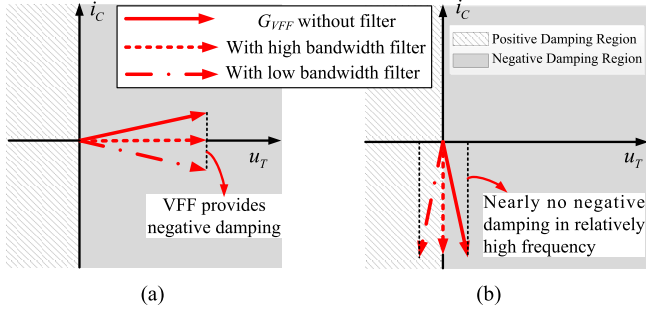 i_C
G_VFF without filter
With high bandwidth filter
With low bandwidth filter
u_T
VFF provides
negative damping
(a)
i_C
Positive Damping Region
Negative Damping Region
u_T
Nearly no negative
damping in relatively
high frequency
(b)